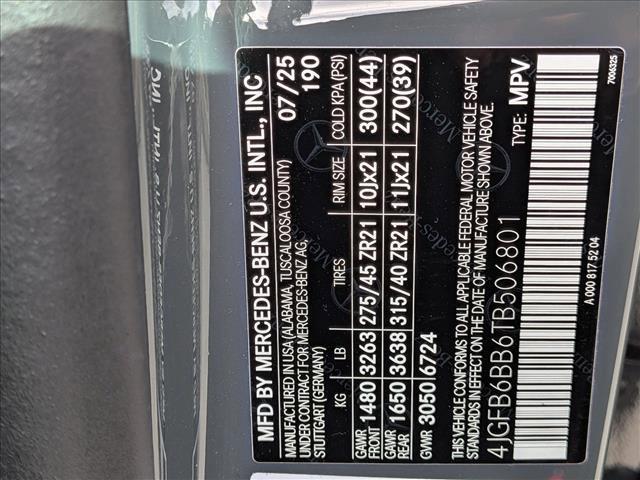 MFD BY MERCEDES-BENZ U.S. INTL., INC
MANUFACTURED IN USA (ALABAMA, TUSCALOOSA COUNTY) 07/25
UNDER CONTRACT FOR MERCEDES-BENZ AG, 190
STUTTGART (GERMANY)
KG LB TIRES RIM SIZE COLD KPA (PSI)
GAWR FRONT 1480 3263 275/45 ZR21 10Jx21 300(44)
GAWR REAR 1650 3638 315/40 ZR21 11Jx21 270(39)
GVWR 3050 6724
THIS VEHICLE CONFORMS TO ALL APPLICABLE FEDERAL MOTOR VEHICLE SAFETY
STANDARDS IN EFFECT ON THE DATE OF MANUFACTURE SHOWN ABOVE.
4JGFB6BB6TB506801 TYPE: MPV
A 000 817 52 04 7006325